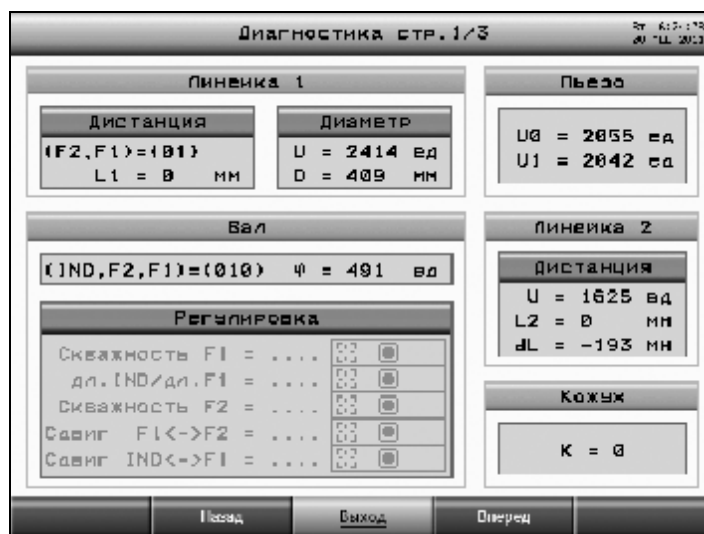 Диагностика стр.1/3
Линейка 1
Дистанция
(F2,F1)=(01)
L1 = 0 мм
Диаметр
U = 2414 ед
D = 409 мм
Пьезо
U0 = 2055 ед
U1 = 2042 ед
Вал
(IND,F2,F1)=(010) φ = 491 ед
Регулировка
Скважность F1 = ....
дл.IND/дл.F1 = ....
Скважность F2 = ....
Сдвиг F1<->F2 = ....
Сдвиг IND<->F1 = ....
Линейка 2
Дистанция
U = 1625 ед
L2 = 0 мм
dL = -193 мм
Кожух
K = 0
Назад
Выход
Вперед